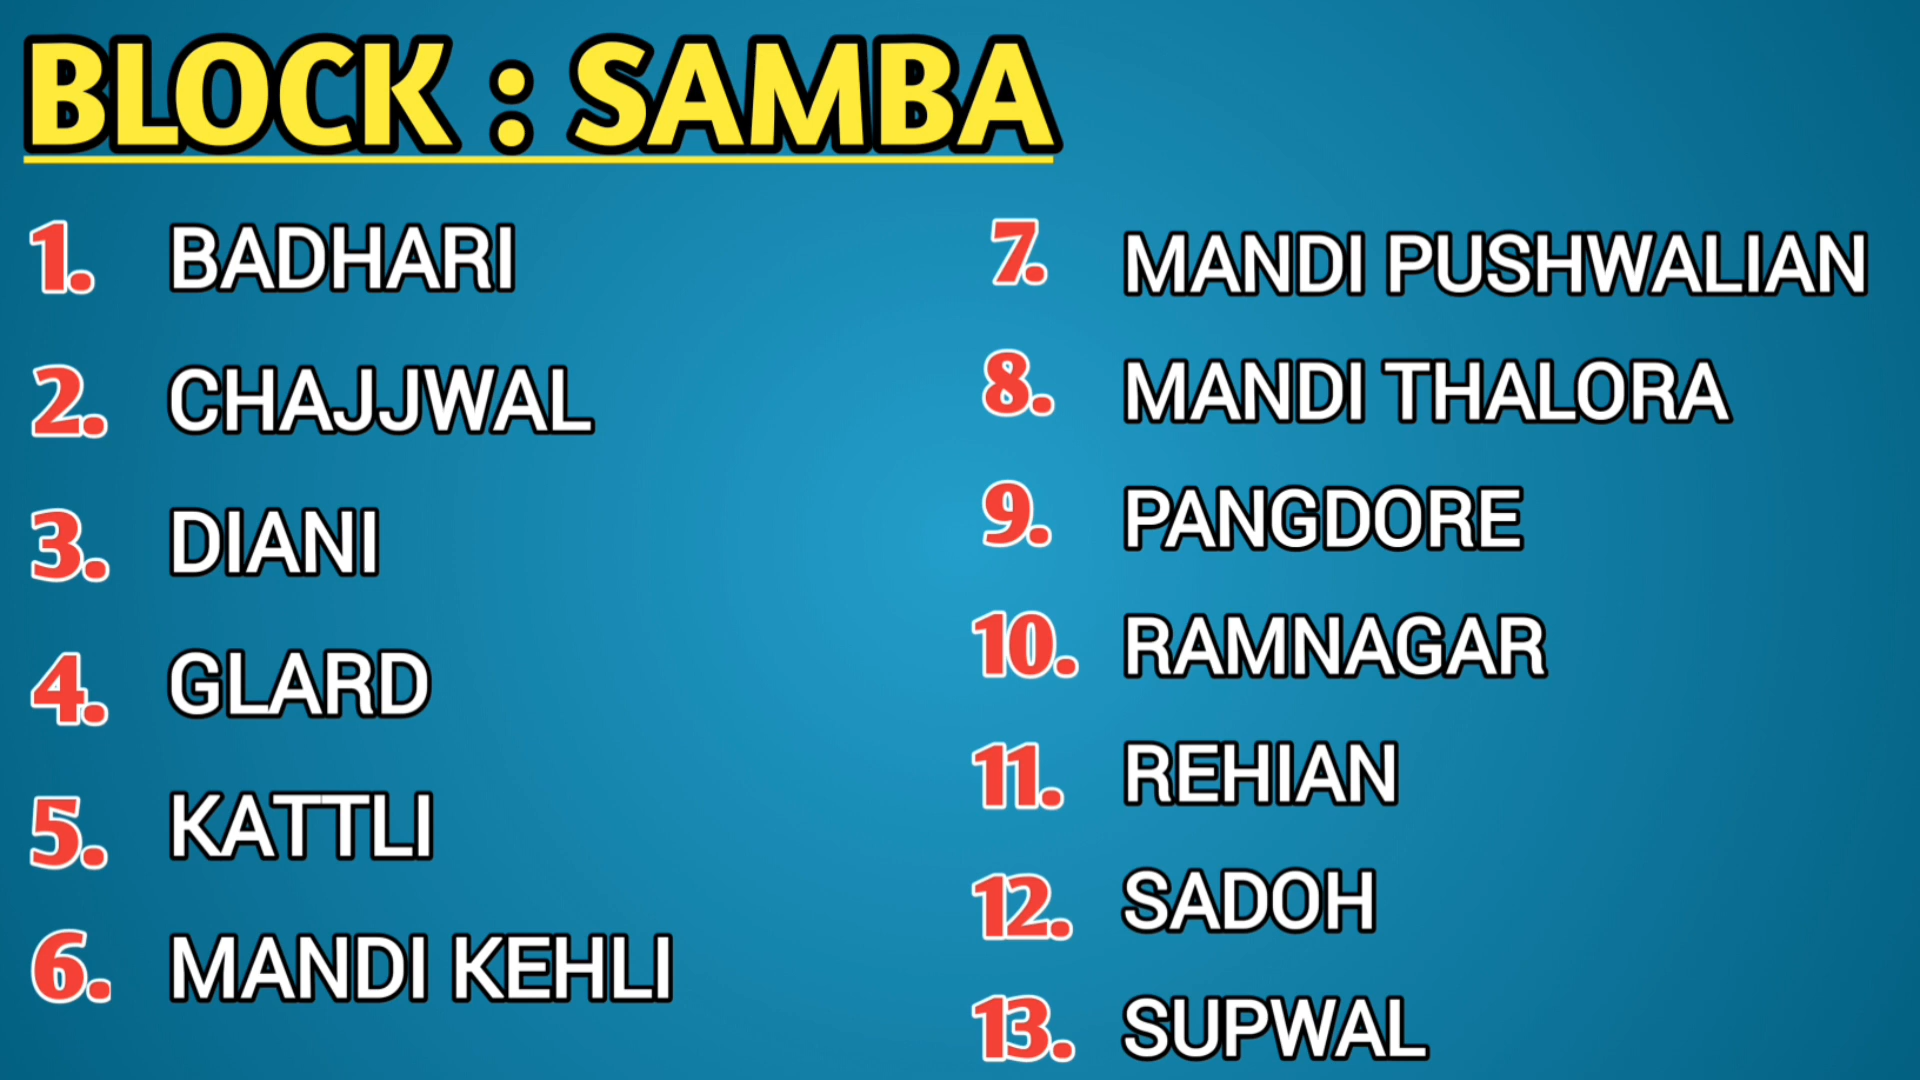 BLOCK : SAMBA
1. BADHARI
2. CHAJJWAL
3. DIANI
4. GLARD
5. KATTLI
6. MANDI KEHLI
7. MANDI PUSHWALIAN
8. MANDI THALORA
9. PANGDORE
10. RAMNAGAR
11. REHIAN
12. SADOH
13. SUPWAL